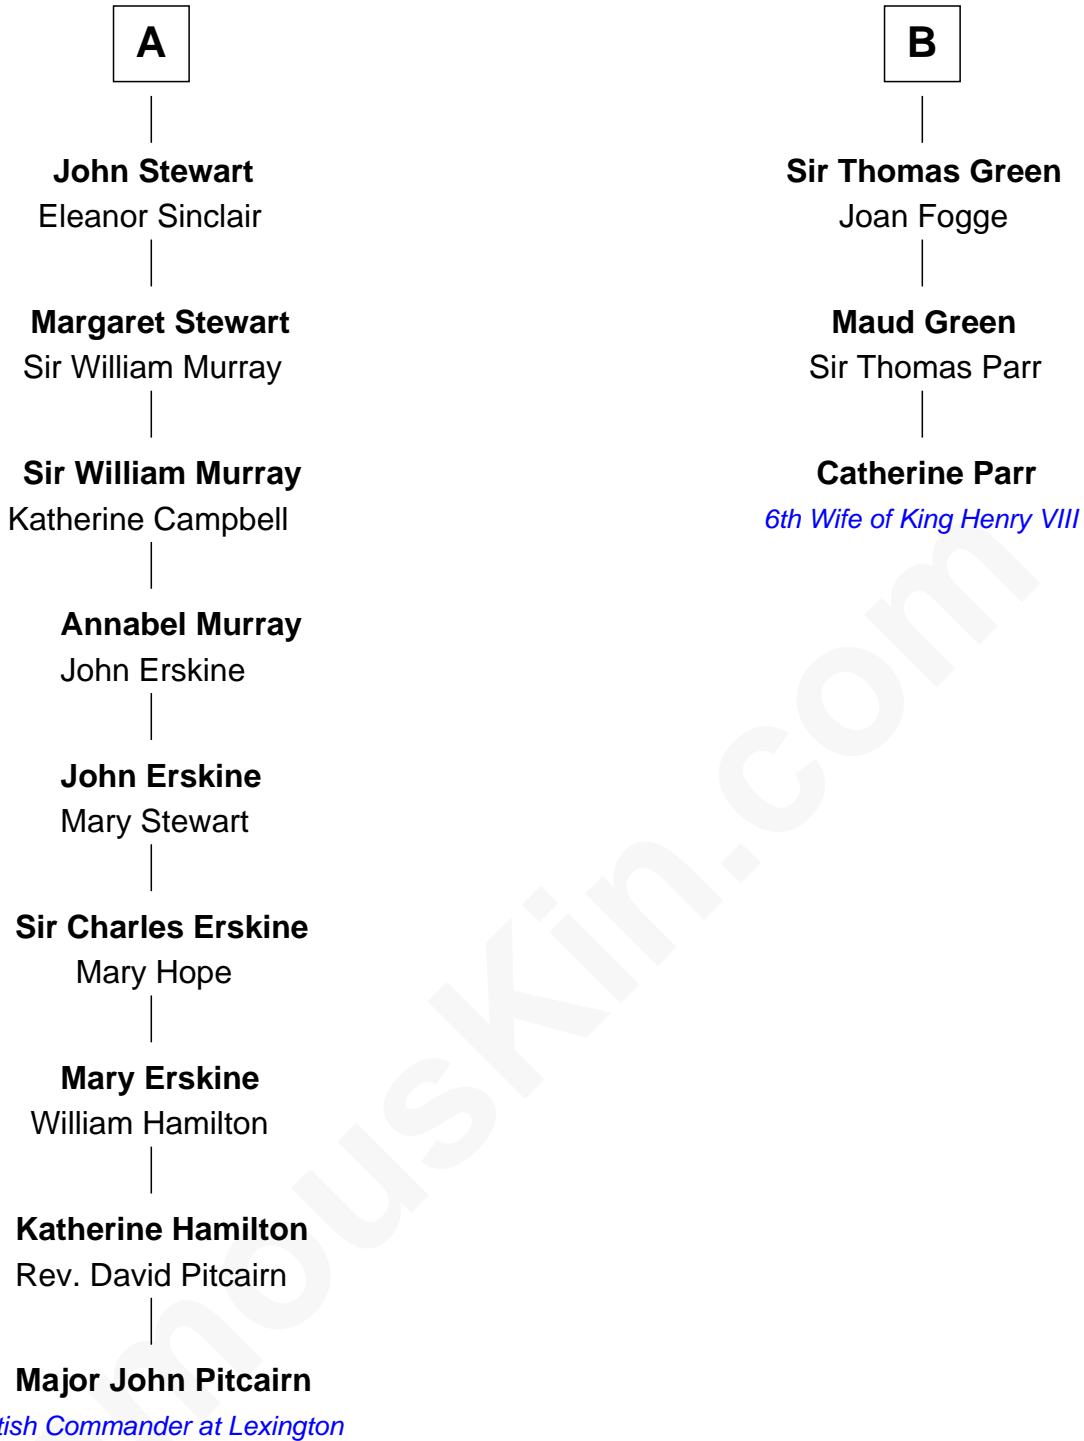 A
John Stewart
Eleanor Sinclair
Margaret Stewart
Sir William Murray
Sir William Murray
Katherine Campbell
Annabel Murray
John Erskine
John Erskine
Mary Stewart
Sir Charles Erskine
Mary Hope
Mary Erskine
William Hamilton
Katherine Hamilton
Rev. David Pitcairn
Major John Pitcairn
tish Commander at Lexington
B
Sir Thomas Green
Joan Fogge
Maud Green
Sir Thomas Parr
Catherine Parr
6th Wife of King Henry VIII
mouskin.com